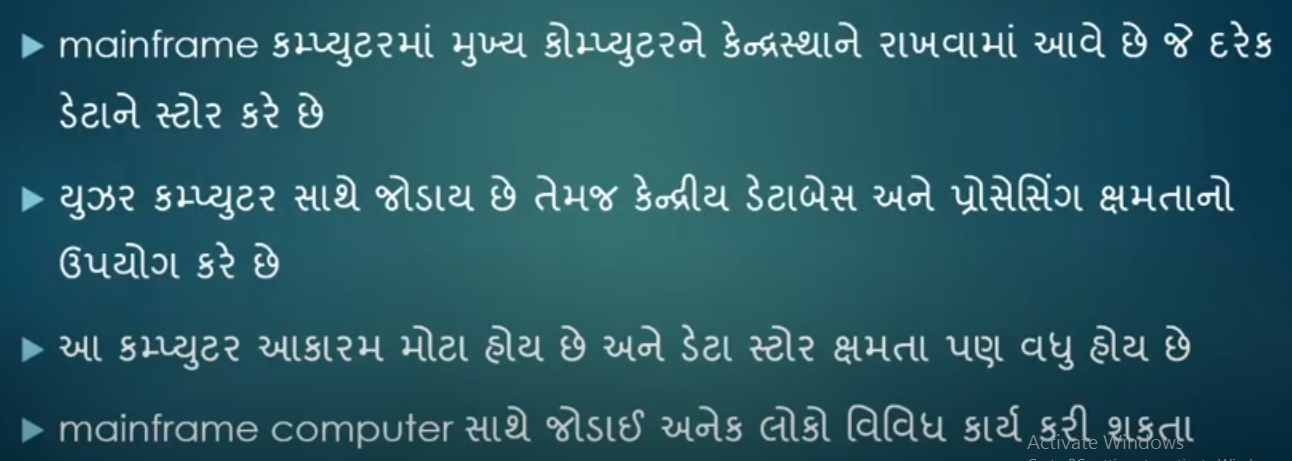 mainframe કમ્પ્યુટરમાં મુખ્ય કોમ્પ્યુટરને કેન્દ્રસ્થાને રાખવામાં આવે છે જે દરેક
ડેટાને સ્ટોર કરે છે
યુઝર કમ્પ્યુટર સાથે જોડાય છે તેમજ કેન્દ્રીય ડેટાબેસ અને પ્રોસેસિંગ ક્ષમતાનો
ઉપયોગ કરે છે
આ કમ્પ્યુટર આકારમ મોટા હોય છે અને ડેટા સ્ટોર ક્ષમતા પણ વધુ હોય છે
mainframe computer સાથે જોડાઈ અનેક લોકો વિવિધ કાર્ય કરી શકતા
Activate Windows